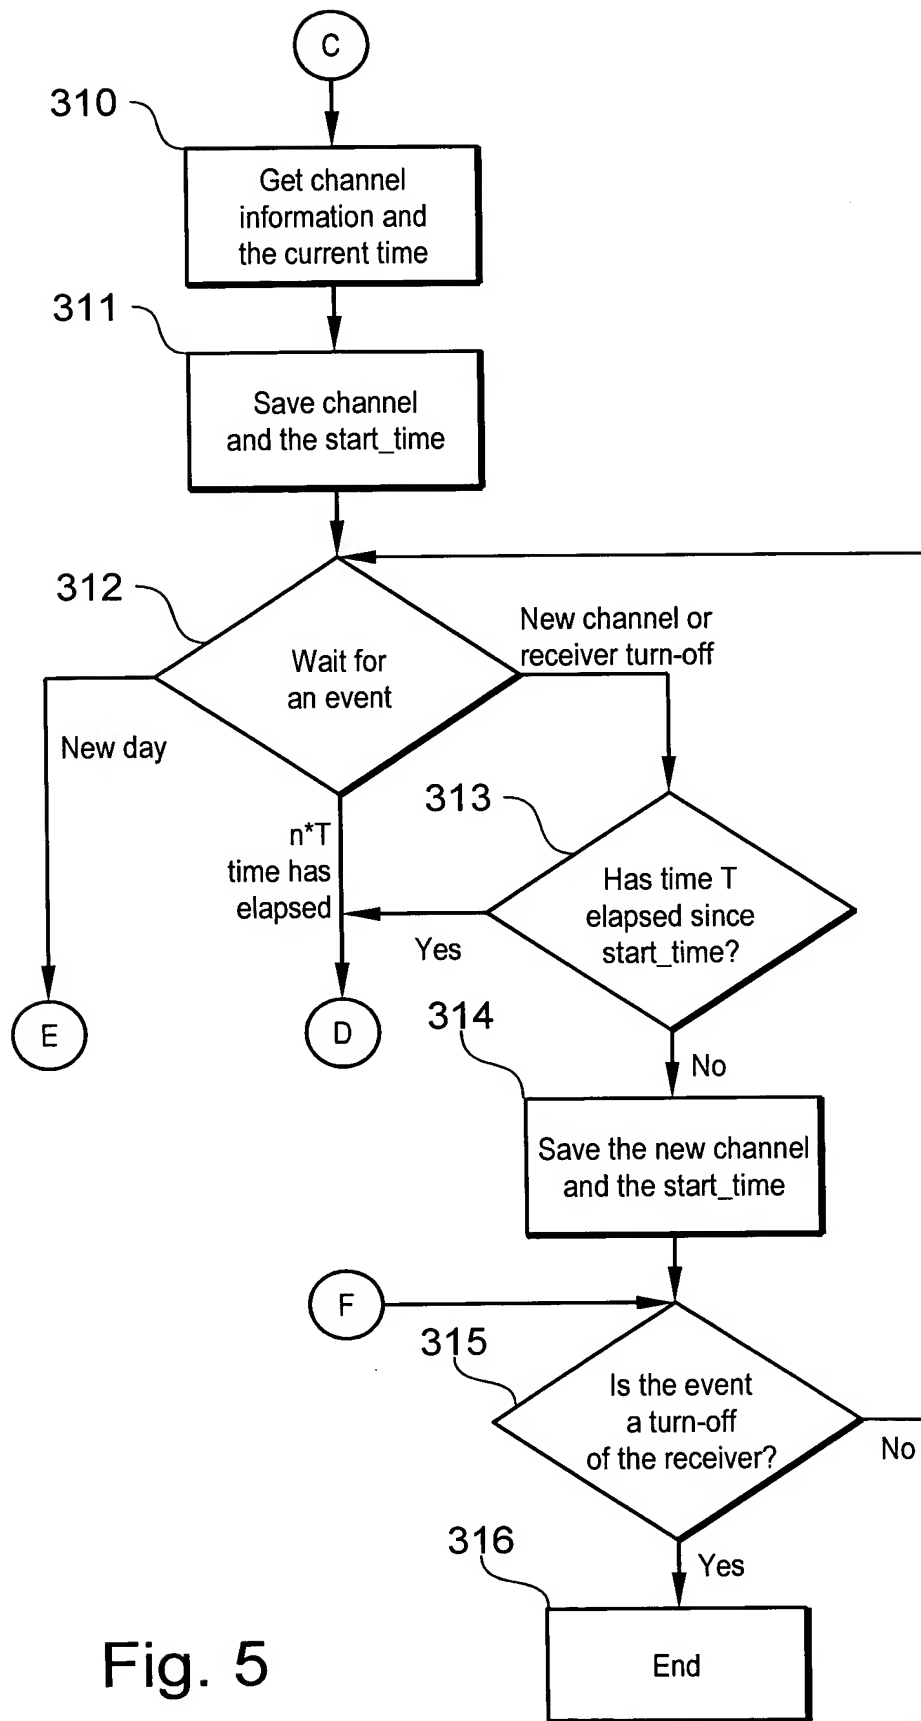 C
310
Get channel
information and
the current time
311
Save channel
and the start_time
312
Wait for
an event
New channel or
receiver turn-off
New day
n*T
time has
elapsed
313
Has time T
elapsed since
start_time?
Yes
E
D
314
No
Save the new channel
and the start_time
F
315
Is the event
a turn-off
of the receiver?
No
316
Yes
End
Fig. 5